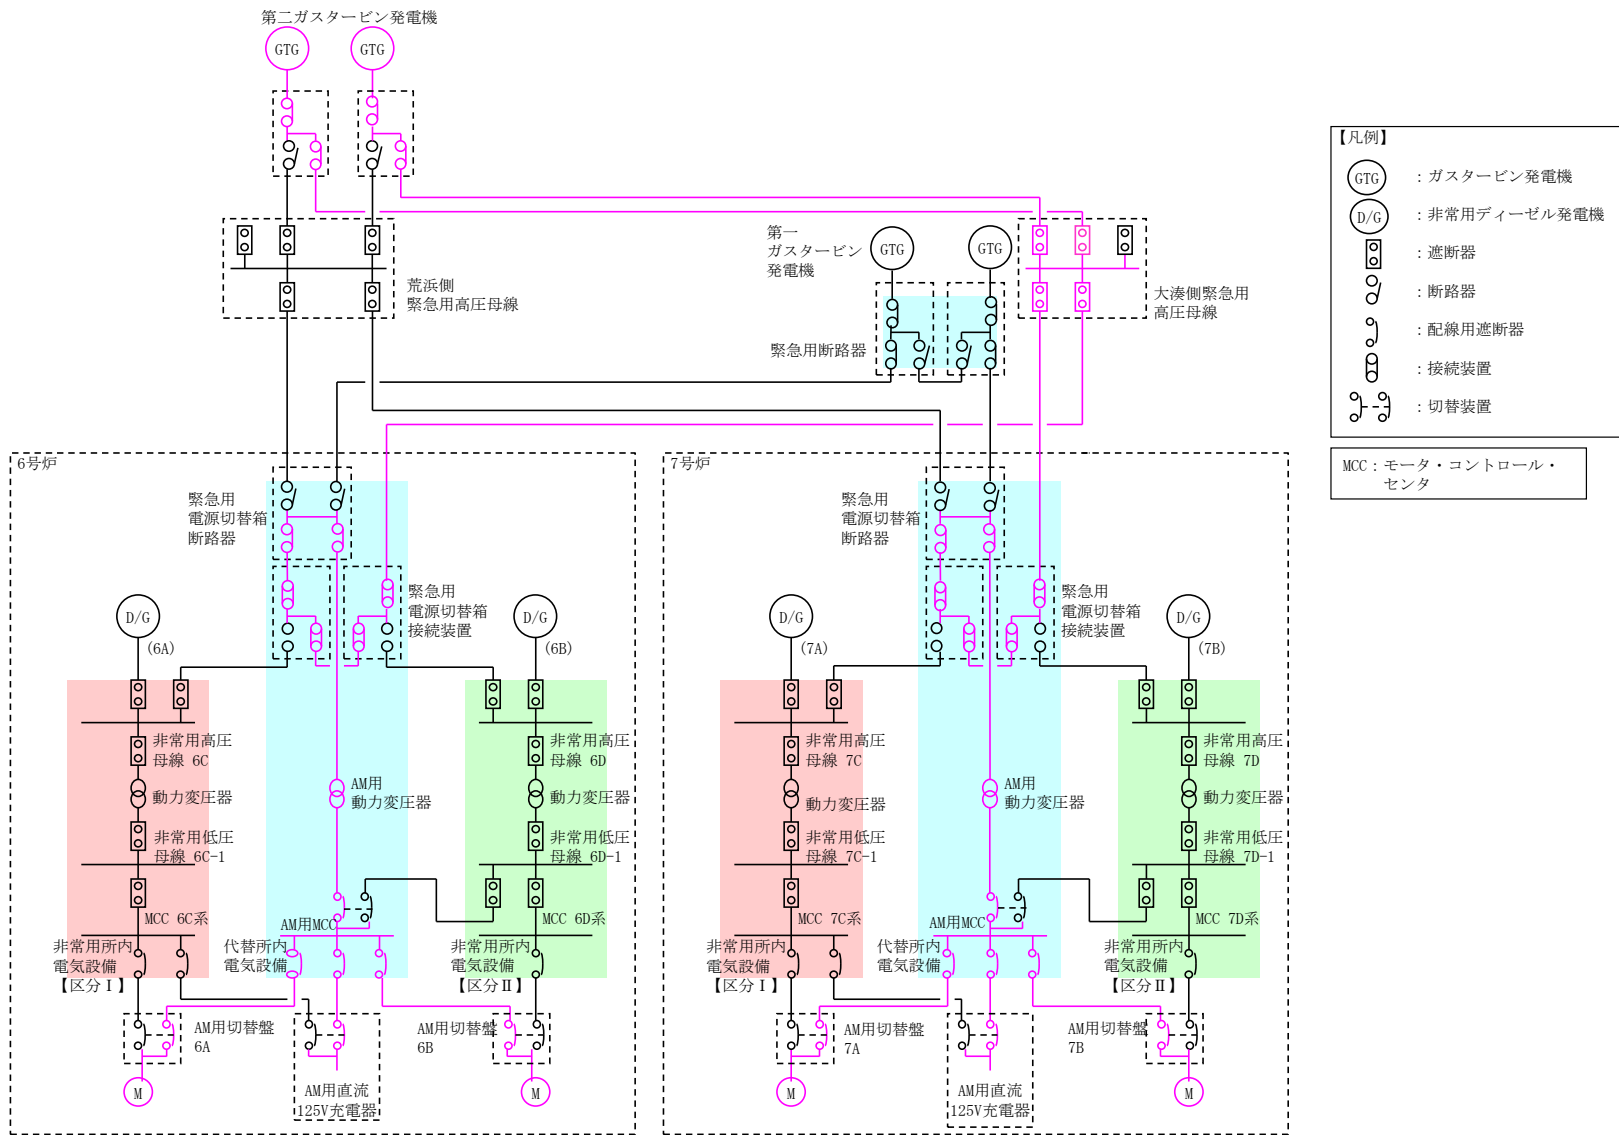 第二ガスタービン発電機
GTG
GTG
【凡例】
GTG
：ガスタービン発電機
D/G
：非常用ディーゼル発電機
：遮断器
：断路器
：配線用遮断器
：接続装置
：切替装置
MCC：モータ・コントロール・
センタ
荒浜側
緊急用高圧母線
第一
ガスタービン
発電機
GTG
GTG
大湊側緊急用
高圧母線
緊急用断路器
6号炉
緊急用
電源切替箱
断路器
緊急用
電源切替箱
接続装置
D/G
(6A)
D/G
(6B)
非常用高圧
母線 6C
動力変圧器
非常用低圧
母線 6C-1
MCC 6C系
非常用所内
電気設備
【区分Ⅰ】
AM用
動力変圧器
AM用MCC
代替所内
電気設備
非常用高圧
母線 6D
動力変圧器
非常用低圧
母線 6D-1
MCC 6D系
非常用所内
電気設備
【区分Ⅱ】
AM用切替盤
6A
AM用切替盤
6B
M
AM用直流
125V充電器
M
7号炉
緊急用
電源切替箱
断路器
緊急用
電源切替箱
接続装置
D/G
(7A)
D/G
(7B)
非常用高圧
母線 7C
動力変圧器
非常用低圧
母線 7C-1
MCC 7C系
非常用所内
電気設備
【区分Ⅰ】
AM用
動力変圧器
AM用MCC
代替所内
電気設備
非常用高圧
母線 7D
動力変圧器
非常用低圧
母線 7D-1
MCC 7D系
非常用所内
電気設備
【区分Ⅱ】
AM用切替盤
7A
AM用切替盤
7B
M
AM用直流
125V充電器
M